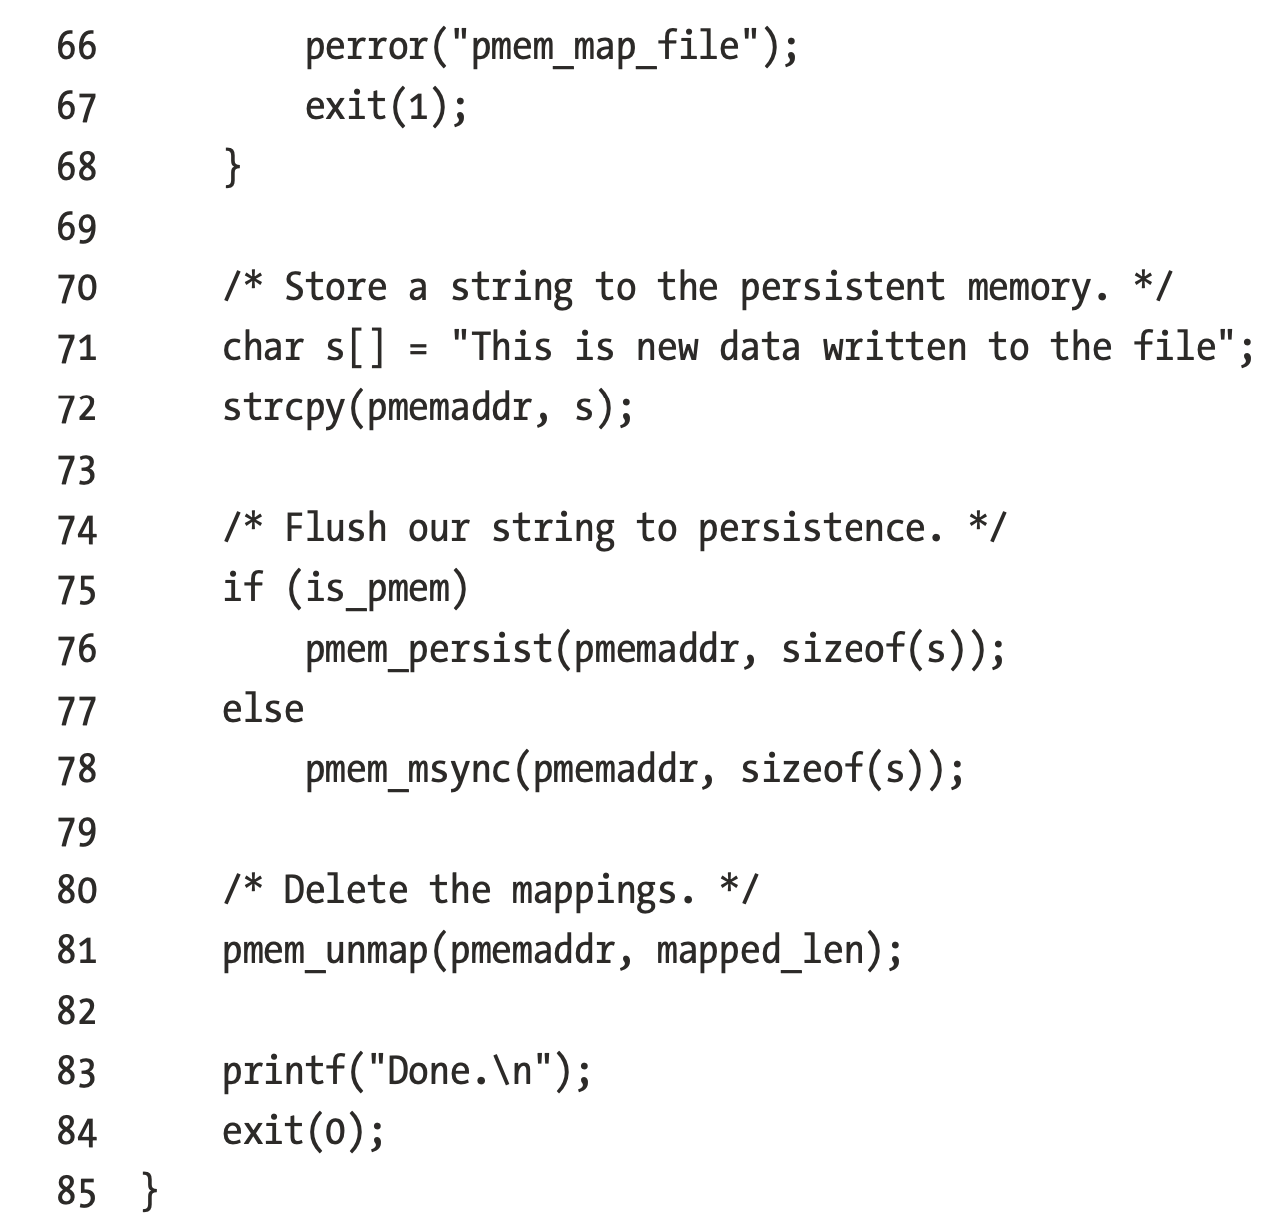 66          perror("pmem_map_file");
67          exit(1);
68      }
69
70      /* Store a string to the persistent memory. */
71      char s[] = "This is new data written to the file";
72      strcpy(pmemaddr, s);
73
74      /* Flush our string to persistence. */
75      if (is_pmem)
76          pmem_persist(pmemaddr, sizeof(s));
77      else
78          pmem_msync(pmemaddr, sizeof(s));
79
80      /* Delete the mappings. */
81      pmem_unmap(pmemaddr, mapped_len);
82
83      printf("Done.\n");
84      exit(0);
85  }